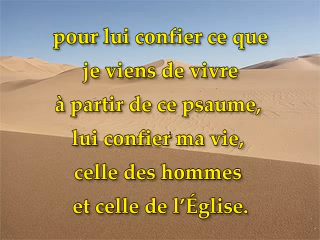 pour lui confier ce que
je viens de vivre
à partir de ce psaume,
lui confier ma vie,
celle des hommes
et celle de l'Église.